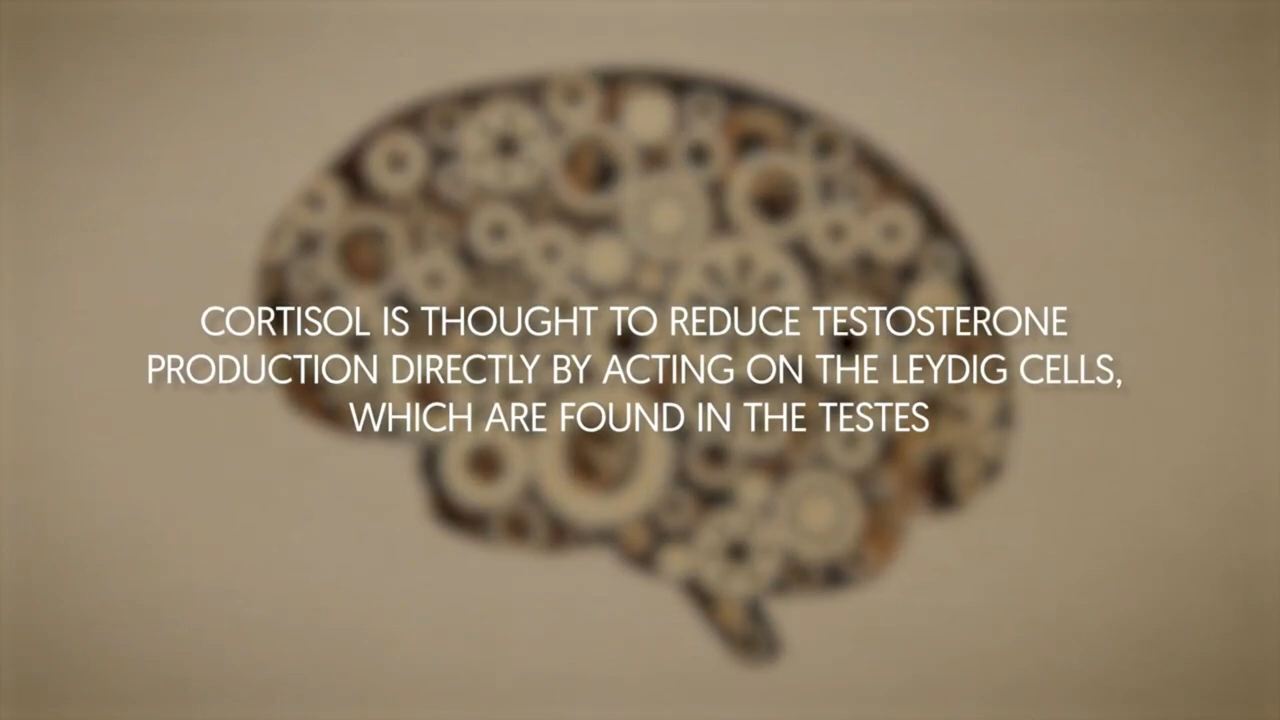 CORTISOL IS THOUGHT TO REDUCE TESTOSTERONE
PRODUCTION DIRECTLY BY ACTING ON THE LEYDIG CELLS,
WHICH ARE FOUND IN THE TESTES